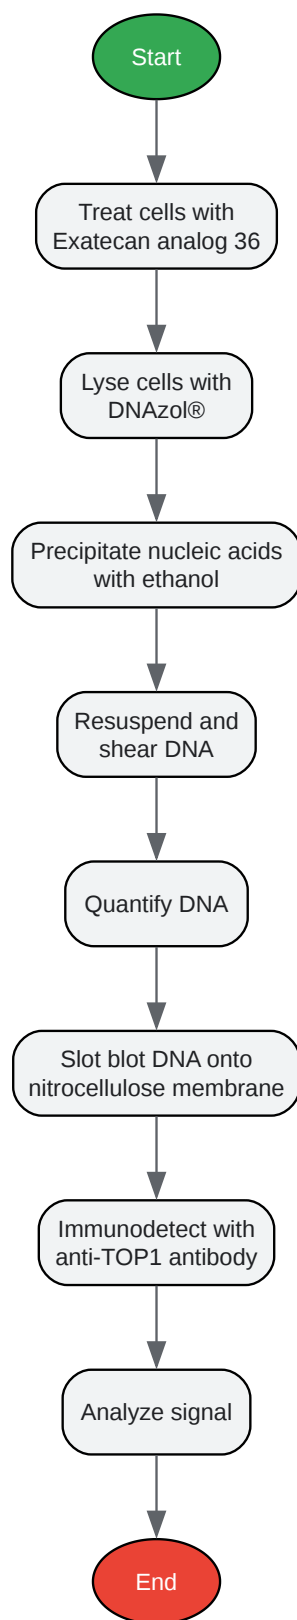 Start
Treat cells with
Exatecan analog 36
Lyse cells with
DNAzol®
Precipitate nucleic acids
with ethanol
Resuspend and
shear DNA
Quantify DNA
Slot blot DNA onto
nitrocellulose membrane
Immunodetect with
anti-TOP1 antibody
Analyze signal
End